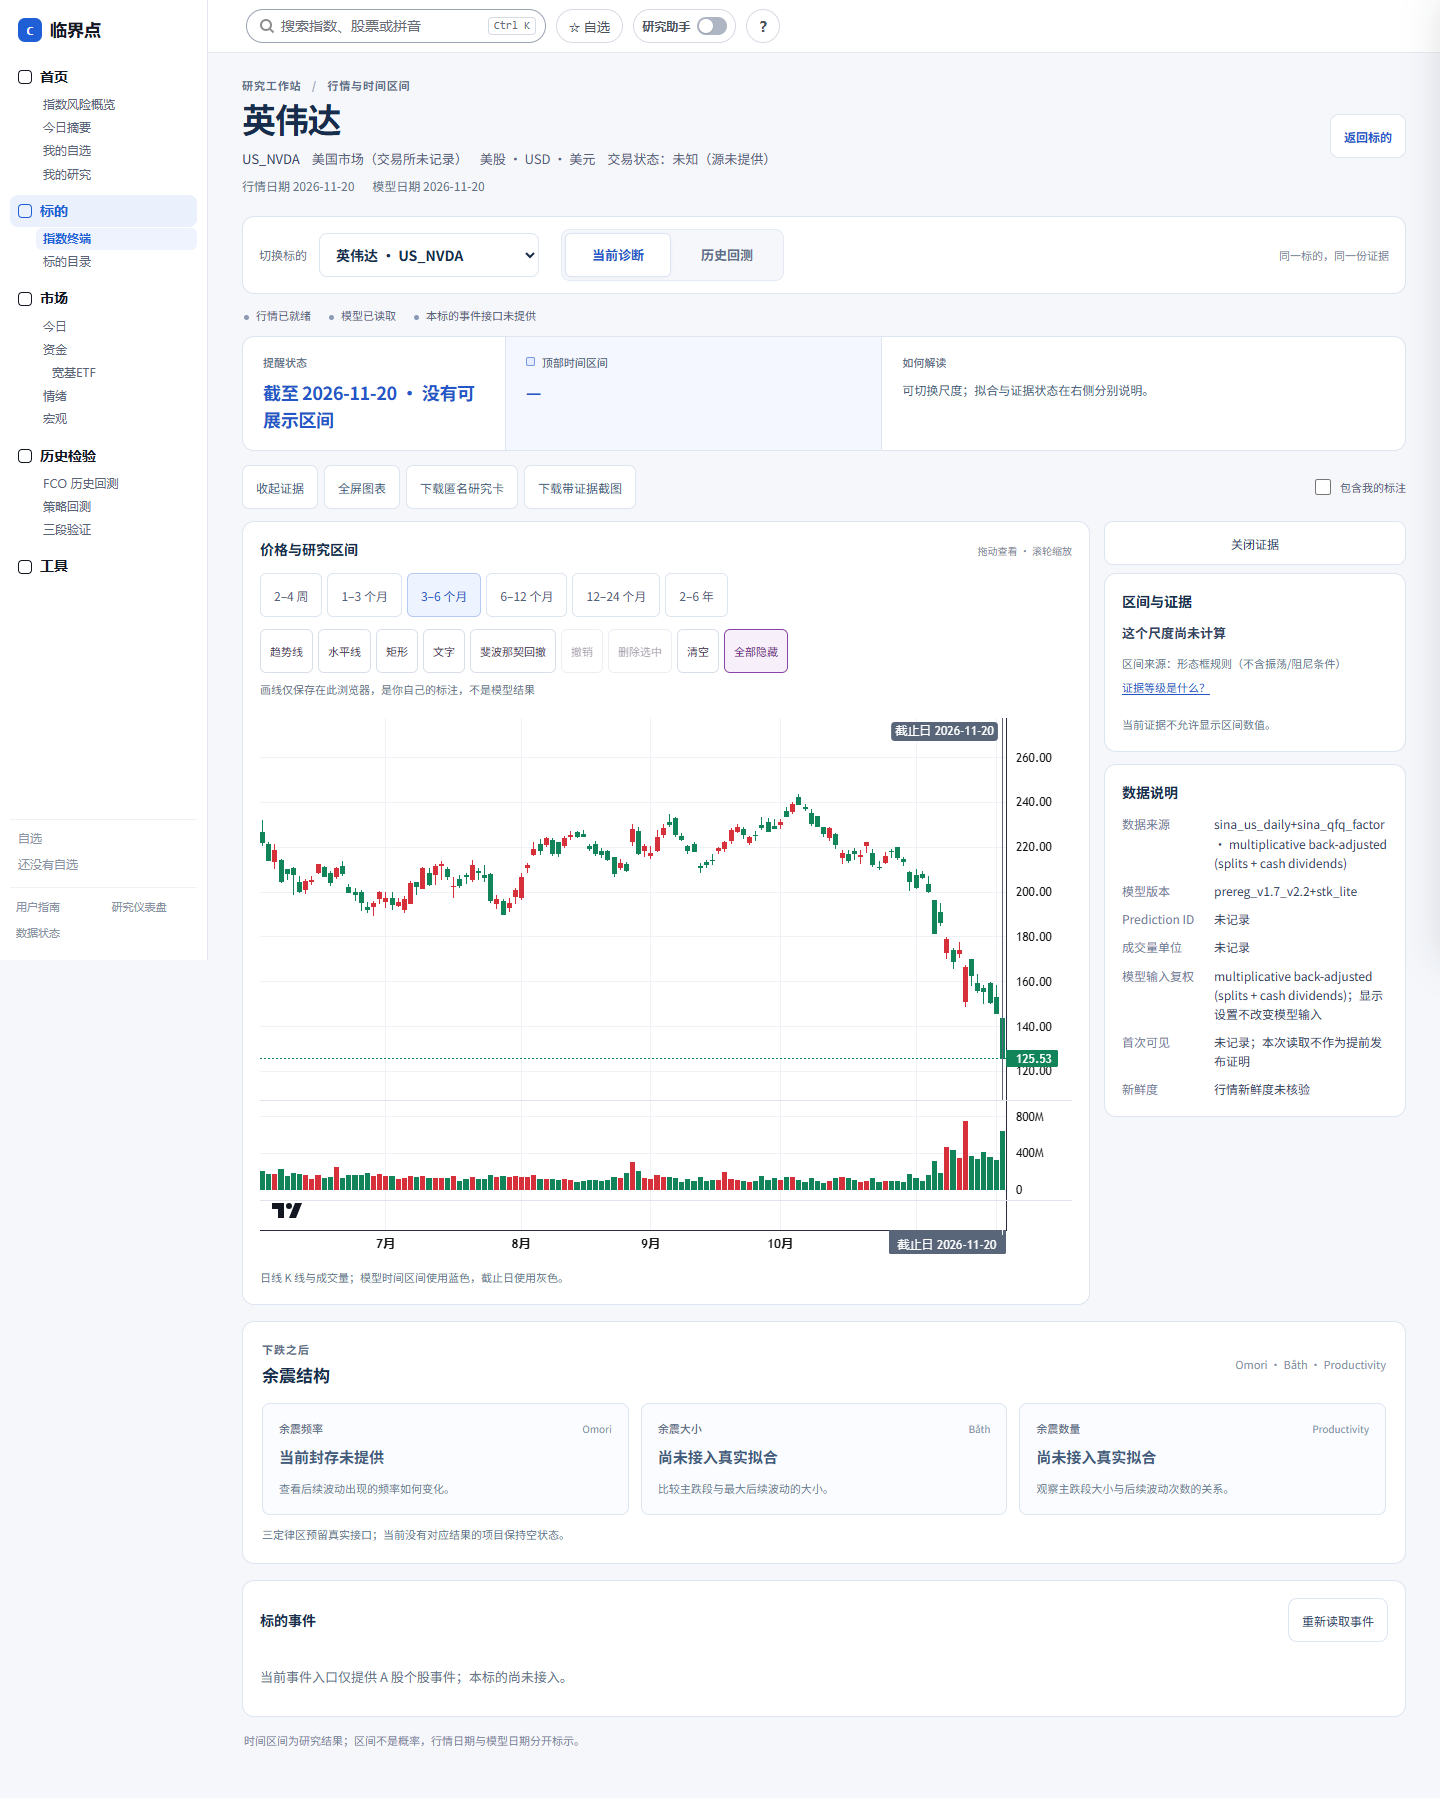 C 临界点
搜索指数、股票或拼音 Ctrl K
☆ 自选
研究助手
?
首页
指数风险概览
今日摘要
我的自选
我的研究
标的
指数终端
标的目录
市场
今日
资金
宽基ETF
情绪
宏观
历史检验
FCO 历史回测
策略回测
三段验证
工具
自选
还没有自选
用户指南 研究仪表盘
数据状态
研究工作站 / 行情与时间区间
英伟达
返回标的
US_NVDA 美国市场（交易所未记录） 美股 · USD · 美元 交易状态：未知（源未提供）
行情日期 2026-11-20 模型日期 2026-11-20
切换标的 英伟达 · US_NVDA 当前诊断 历史回测 同一标的，同一份证据
行情已就绪 模型已读取 本标的事件接口未提供
提醒状态
截至 2026-11-20 · 没有可
展示区间
顶部时间区间
—
如何解读
可切换尺度；拟合与证据状态在右侧分别说明。
收起证据 全屏图表 下载匿名研究卡 下载带证据截图 包含我的标注
价格与研究区间 拖动查看 · 滚轮缩放
2–4 周 1–3 个月 3–6 个月 6–12 个月 12–24 个月 2–6 年
趋势线 水平线 矩形 文字 斐波那契回撤 撤销 删除选中 清空 全部隐藏
画线仅保存在此浏览器，是你自己的标注，不是模型结果
截止日 2026-11-20
260.00
240.00
220.00
200.00
180.00
160.00
140.00
125.53
120.00
800M
400M
0
7月 8月 9月 10月 截止日 2026-11-20
日线 K 线与成交量；模型时间区间使用蓝色，截止日使用灰色。
关闭证据
区间与证据
这个尺度尚未计算
区间来源：形态框规则（不含振荡/阻尼条件）
证据等级是什么？
当前证据不允许显示区间数值。
数据说明
数据来源 sina_us_daily+sina_qfq_factor
· multiplicative back-adjusted
(splits + cash dividends)
模型版本 prereg_v1.7_v2.2+stk_lite
Prediction ID 未记录
成交量单位 未记录
模型输入复权 multiplicative back-adjusted
(splits + cash dividends)；显示
设置不改变模型输入
首次可见 未记录；本次读取不作为提前发
布证明
新鲜度 行情新鲜度未核验
下跌之后
余震结构
Omori · Båth · Productivity
余震频率 Omori
当前封存未提供
查看后续波动出现的频率如何变化。
余震大小 Båth
尚未接入真实拟合
比较主跌段与最大后续波动的大小。
余震数量 Productivity
尚未接入真实拟合
观察主跌段大小与后续波动次数的关系。
三定律区预留真实接口；当前没有对应结果的项目保持空状态。
标的事件 重新读取事件
当前事件入口仅提供 A 股个股事件；本标的尚未接入。
时间区间为研究结果；区间不是概率，行情日期与模型日期分开标示。